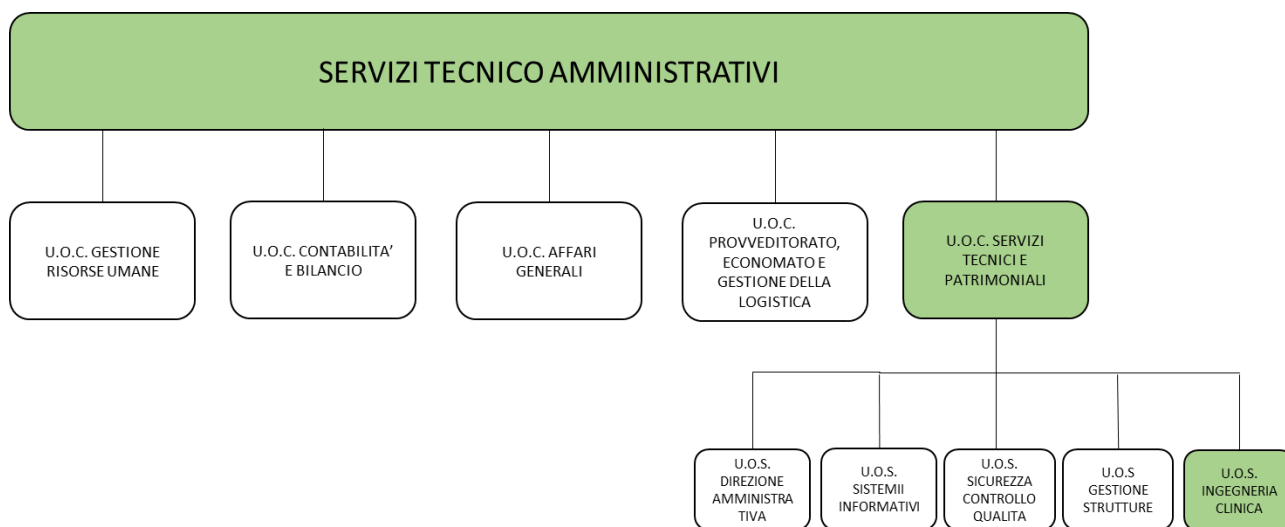 SERVIZI TECNICO AMMINISTRATIVI
U.O.C. GESTIONE
RISORSE UMANE
U.O.C. CONTABILITA’
E BILANCIO
U.O.C. AFFARI
GENERALI
U.O.C.
PROVVEDITORATO,
ECONOMATO E
GESTIONE DELLA
LOGISTICA
U.O.C. SERVIZI
TECNICI E
PATRIMONIALI
U.O.S.
DIREZIONE
AMMINISTRA
TIVA
U.O.S.
SISTEMII
INFORMATIVI
U.O.S.
SICUREZZA
CONTROLLO
QUALITA
U.O.S
GESTIONE
STRUTTURE
U.O.S.
INGEGNERIA
CLINICA